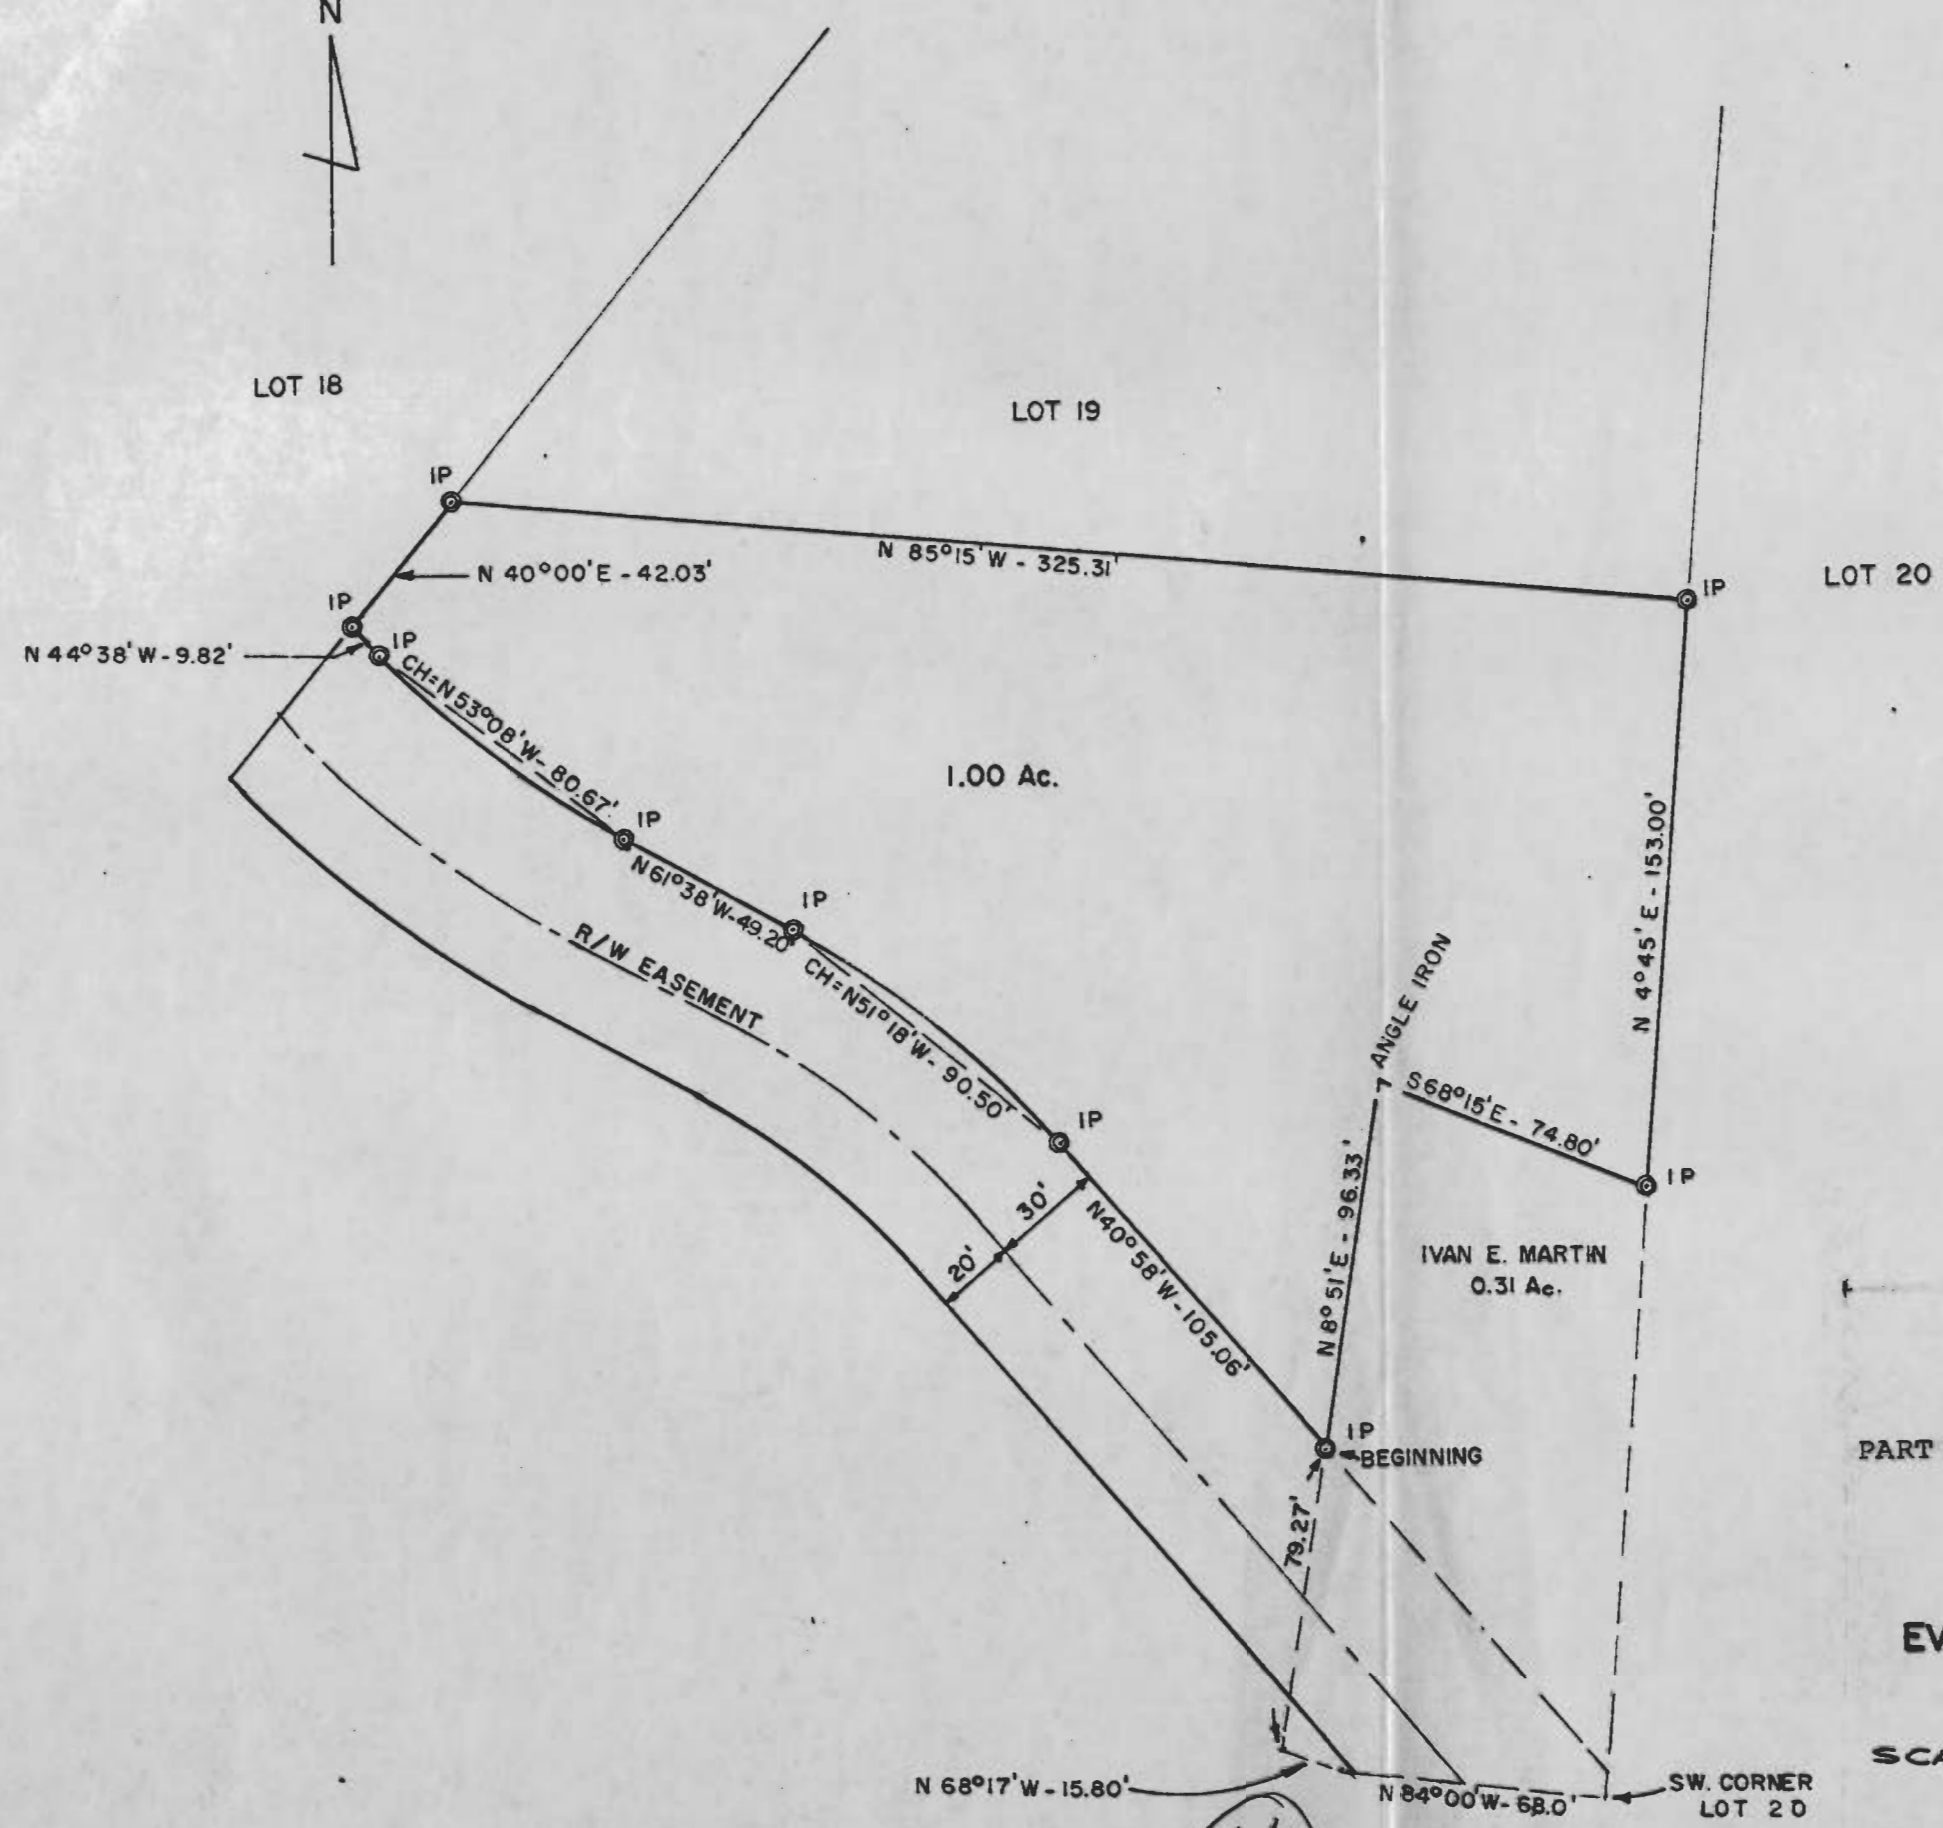 N
LOT 18
LOT 19
IP
N 85°15'W - 325.31'
N 40°00'E - 42.03'
LOT 20
IP
IP
N 44°38'W - 9.82'
IP
CH=N53°08'W- 80.67'
1.00 Ac.
IP
N 4°45'E - 153.00'
N61°38'W-49.20'
IP
R/W EASEMENT
CH=N51°18'W- 90.50'
ANGLE IRON
S68°15'E - 74.80'
IP
IP
30'
20'
N40°58'W-105.06'
N8°51'E - 96.33'
IVAN E. MARTIN
0.31 Ac.
IP
BEGINNING
PART
79.27'
EV
SCA
N 68°17'W - 15.80'
N 84°00'W- 68.0'
SW. CORNER
LOT 20